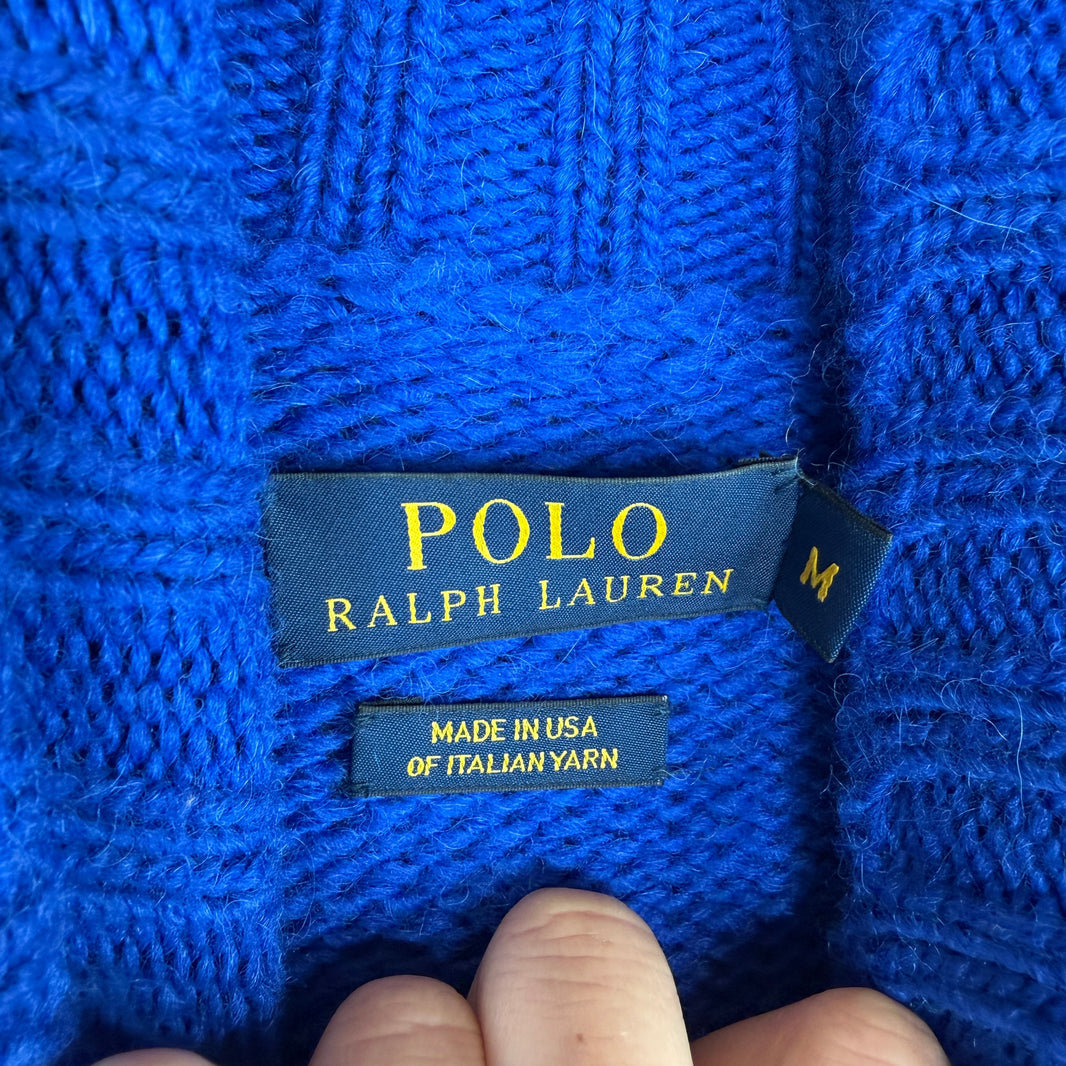 POLO
RALPH LAUREN
M
MADE IN USA
OF ITALIAN YARN